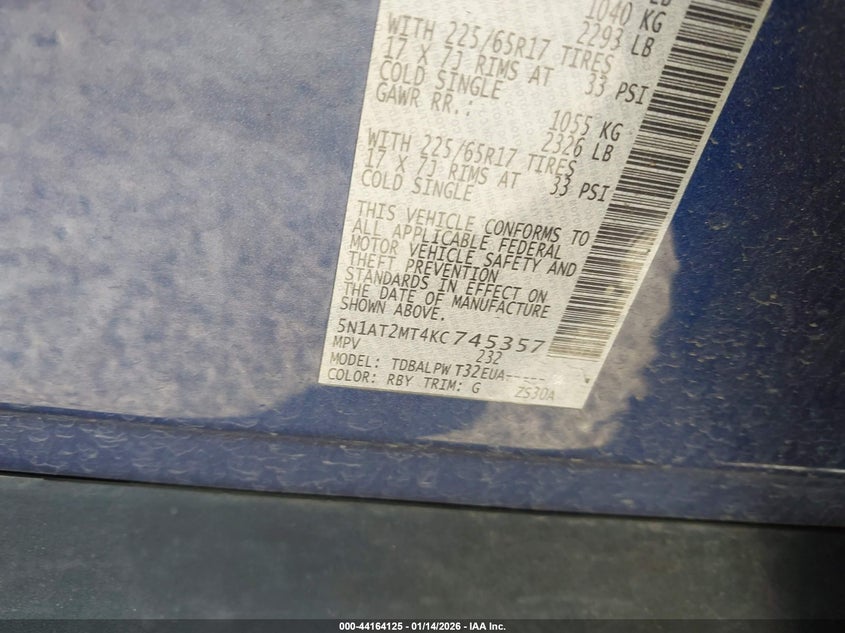 1040 KG
2293 LB
WITH 225/65R17 TIRES
17 X 7J RIMS AT 33 PSI
COLD SINGLE
GAWR RR.:
1055 KG
2326 LB
WITH 225/65R17 TIRES
17 X 7J RIMS AT 33 PSI
COLD SINGLE
THIS VEHICLE CONFORMS TO
ALL APPLICABLE FEDERAL
MOTOR VEHICLE SAFETY AND
THEFT PREVENTION
STANDARDS IN EFFECT ON
THE DATE OF MANUFACTURE
SHOWN ABOVE.
5N1AT2MT4KC745357
MPV 232
MODEL: TDBALPWT32EUA-----
COLOR: RBY TRIM: G ZS30A
000-44164125 - 01/14/2026 - IAA Inc.